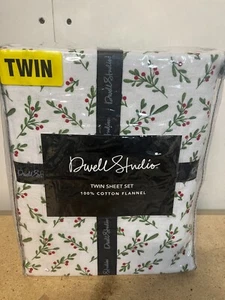 TWIN
DwellStudio
TWIN SHEET SET
100% COTTON FLANNEL